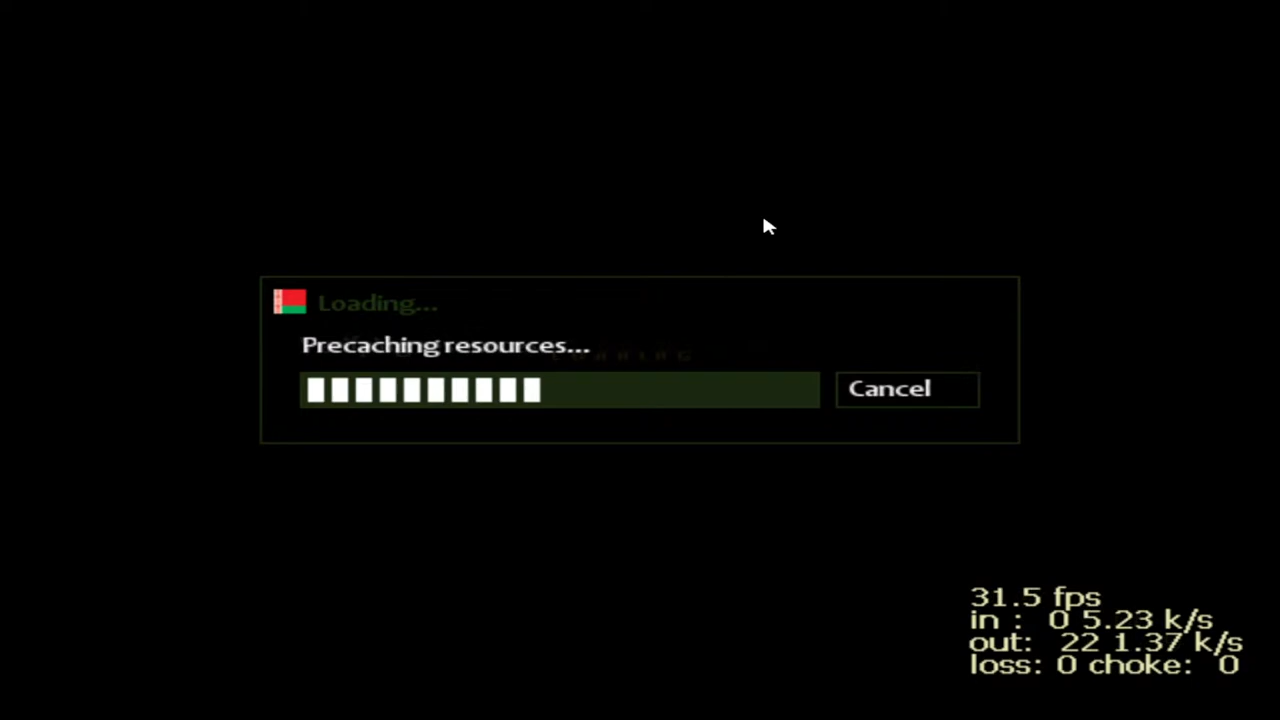 Loading...
Precaching resources...
LOADING
Cancel
31.5 fps
in : 0 5.23 k/s
out: 22 1.37 k/s
loss: 0 choke: 0